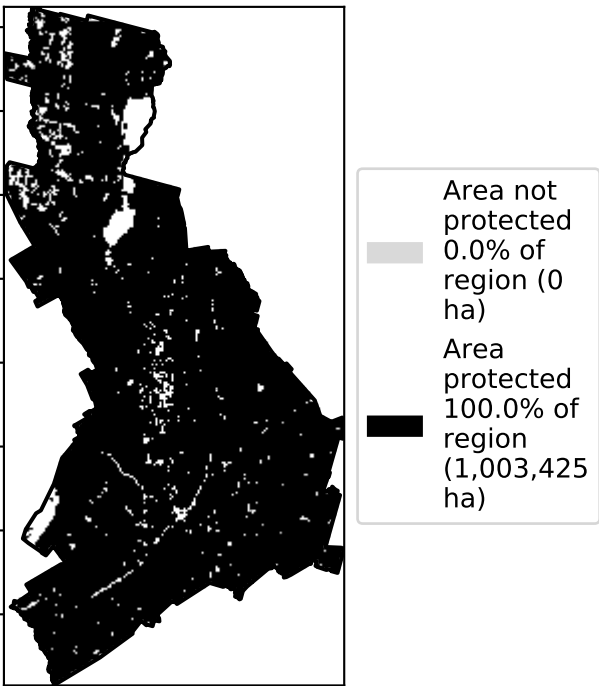 Area not
protected
0.0% of
region (0
ha)
Area
protected
100.0% of
region
(1,003,425
ha)